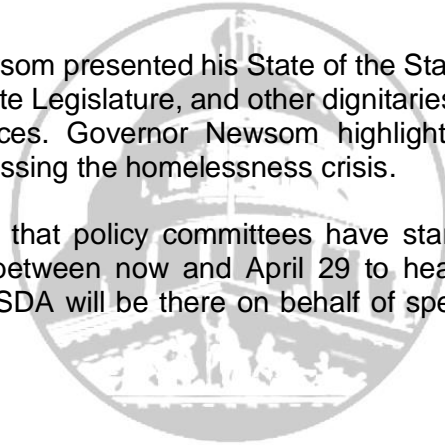 som presented his State of the Sta
te Legislature, and other dignitaries
ces. Governor Newsom highlight
ssing the homelessness crisis.
that policy committees have star
between now and April 29 to hea
SDA will be there on behalf of spe